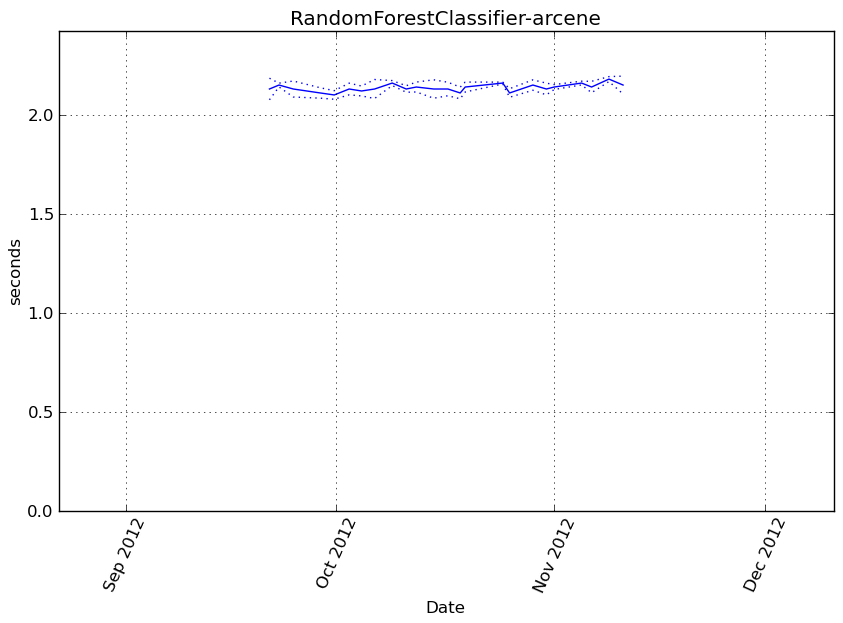 RandomForestClassifier-arcene
2.0
1.5
1.0
0.5
0.0
seconds
Sep 2012
Oct 2012
Nov 2012
Dec 2012
Date